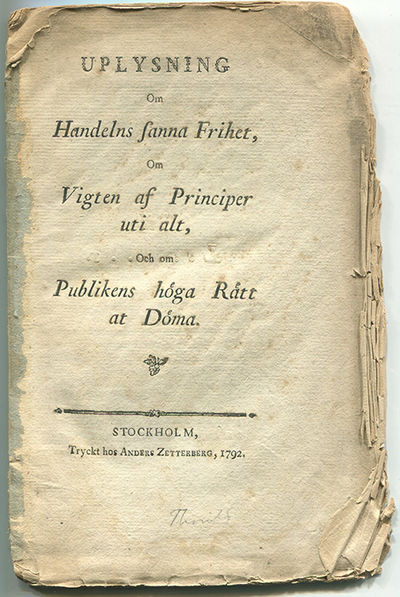 UPLYSNING
Om
Handelns ſanna Frihet,
Om
Vigten af Principer
uti alt,
Och om
Publikens höga Rått
at Döma.
STOCKHOLM,
Tryckt hos ANDERS ZETTERBERG, 1792.
Thorild